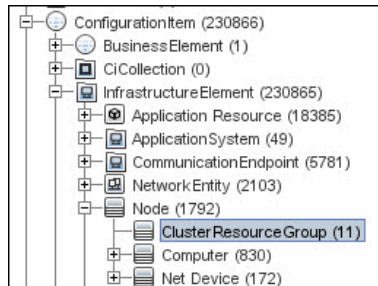 ConfigurationItem (230866)
BusinessElement (1)
CiCollection (0)
InfrastructureElement (230865)
Application Resource (18385)
ApplicationSystem (49)
CommunicationEndpoint (5781)
NetworkEntity (2103)
Node (1792)
ClusterResourceGroup (11)
Computer (830)
Net Device (172)